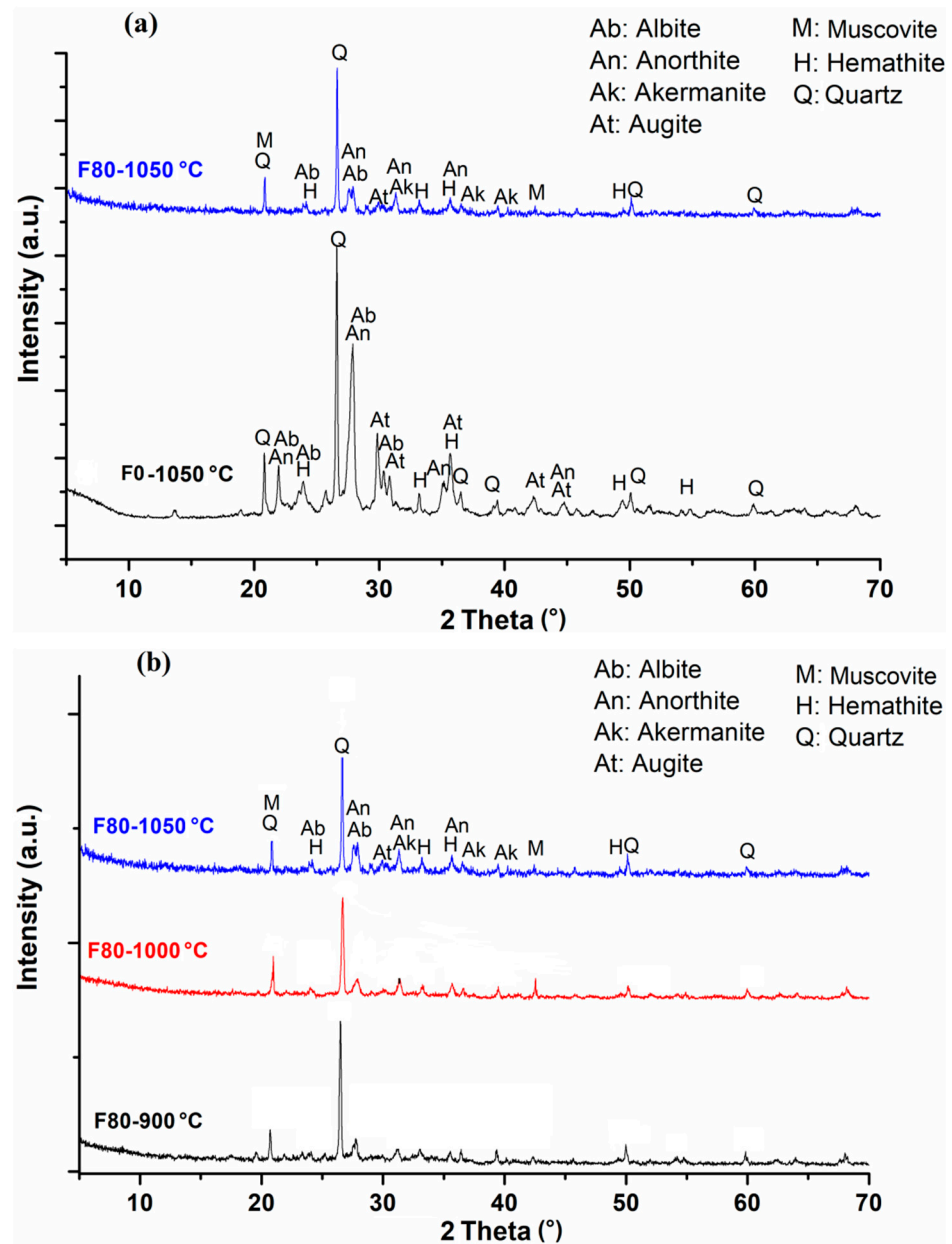 (a)
Ab: Albite
An: Anorthite
Ak: Akermanite
At: Augite
M: Muscovite
H: Hemathite
Q: Quartz
Intensity (a.u.)
F80-1050 °C
M
Q
Ab
H
Q
An
Ab
At
An
Ak
H
An
H
Ak
Ak
M
H
Q
Q
F0-1050 °C
Q
Ab
An
Ab
H
Q
Ab
An
At
Ab
At
H
An
At
H
Q
Q
At
An
At
H
Q
H
Q
10 20 30 40 50 60 70
2 Theta (°)
(b)
Ab: Albite
An: Anorthite
Ak: Akermanite
At: Augite
M: Muscovite
H: Hemathite
Q: Quartz
Intensity (a.u.)
F80-1050 °C
M
Q
Ab
H
Q
An
Ab
At
An
Ak
H
An
H
Ak
Ak
M
H
Q
Q
F80-1000 °C
F80-900 °C
10 20 30 40 50 60 70
2 Theta (°)